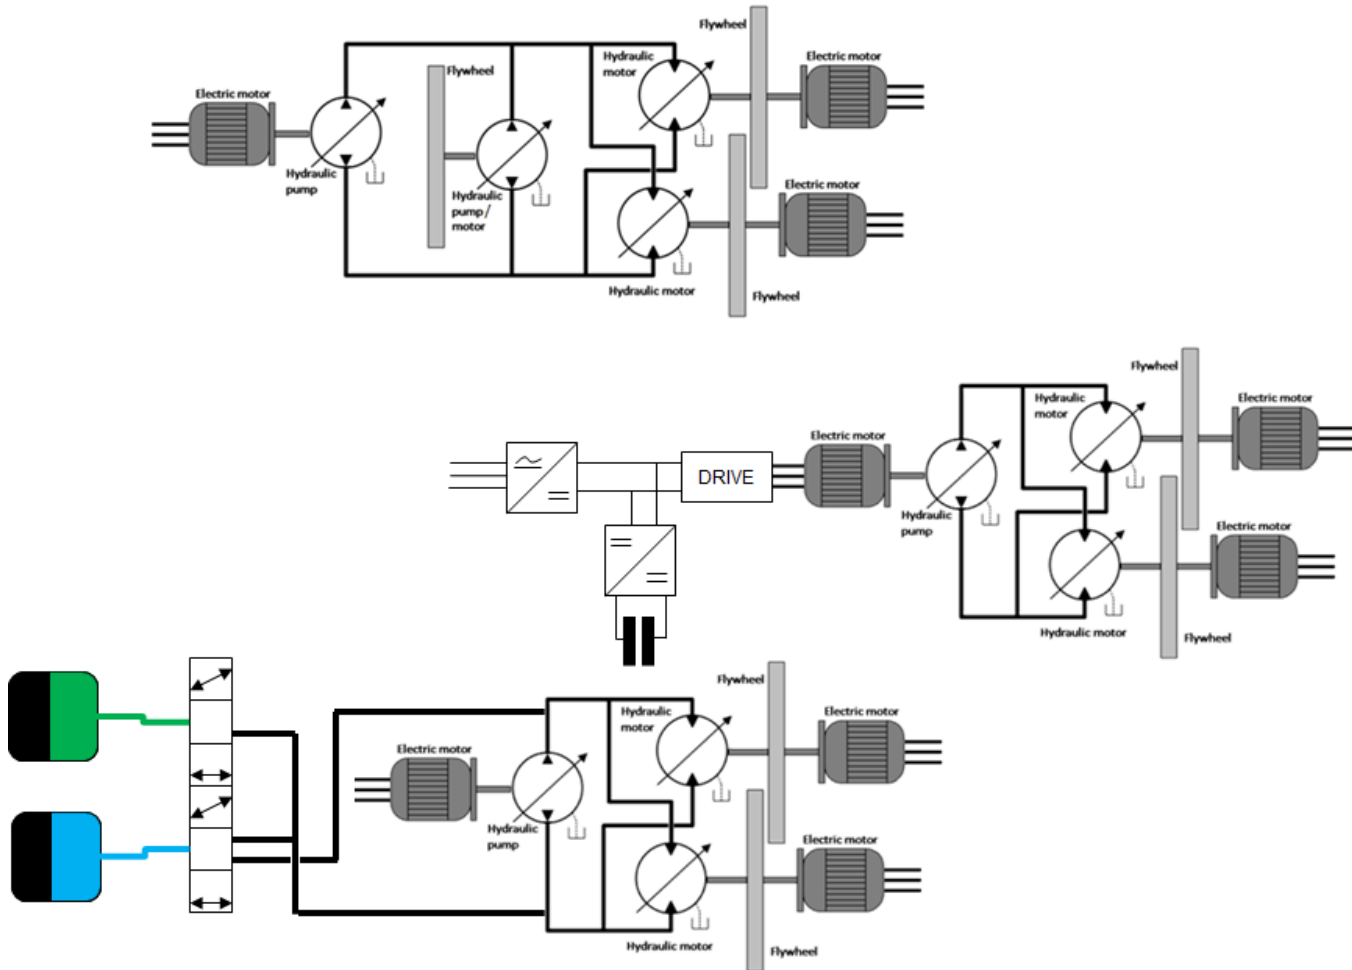 Flywheel
Hydraulic
motor
Electric motor
Flywheel
Electric motor
Hydraulic
pump
Hydraulic
pump/
motor
Electric motor
Hydraulic motor
Flywheel
Flywheel
Hydraulic
motor
Electric motor
Electric motor
DRIVE
Hydraulic
pump
Electric motor
Hydraulic motor
Flywheel
Flywheel
Hydraulic
motor
Electric motor
Electric motor
Hydraulic
pump
Electric motor
Hydraulic motor
Flywheel